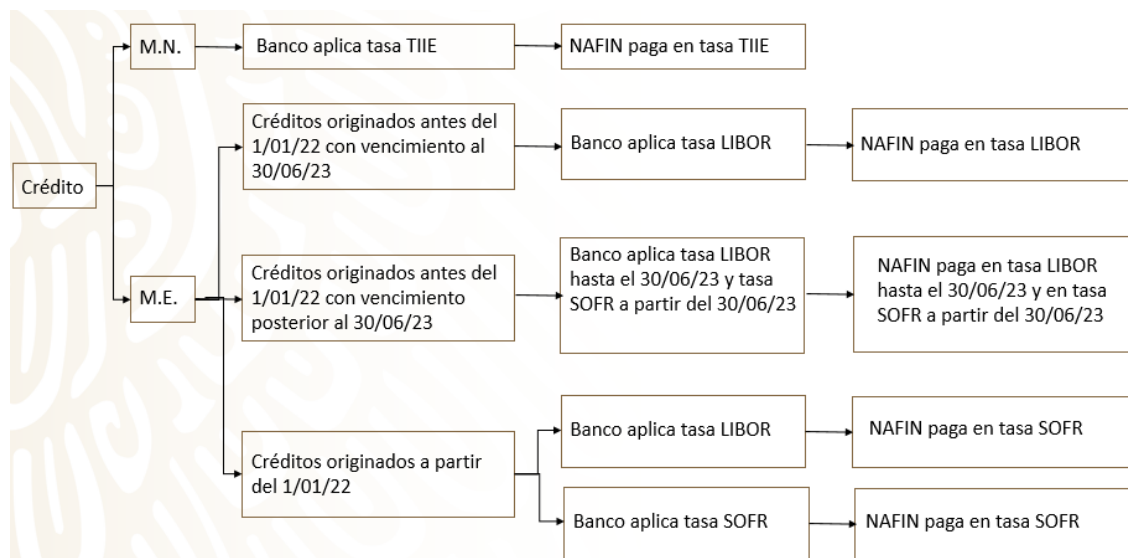 M.N.
Banco aplica tasa TIIE
NAFIN paga en tasa TIIE
Créditos originados antes del
1/01/22 con vencimiento al
30/06/23
Banco aplica tasa LIBOR
NAFIN paga en tasa LIBOR
Crédito
M.E.
Créditos originados antes del
1/01/22 con vencimiento
posterior al 30/06/23
Banco aplica tasa LIBOR
hasta el 30/06/23 y tasa
SOFR a partir del 30/06/23
NAFIN paga en tasa LIBOR
hasta el 30/06/23 y en tasa
SOFR a partir del 30/06/23
Créditos originados a partir
del 1/01/22
Banco aplica tasa LIBOR
NAFIN paga en tasa SOFR
Banco aplica tasa SOFR
NAFIN paga en tasa SOFR